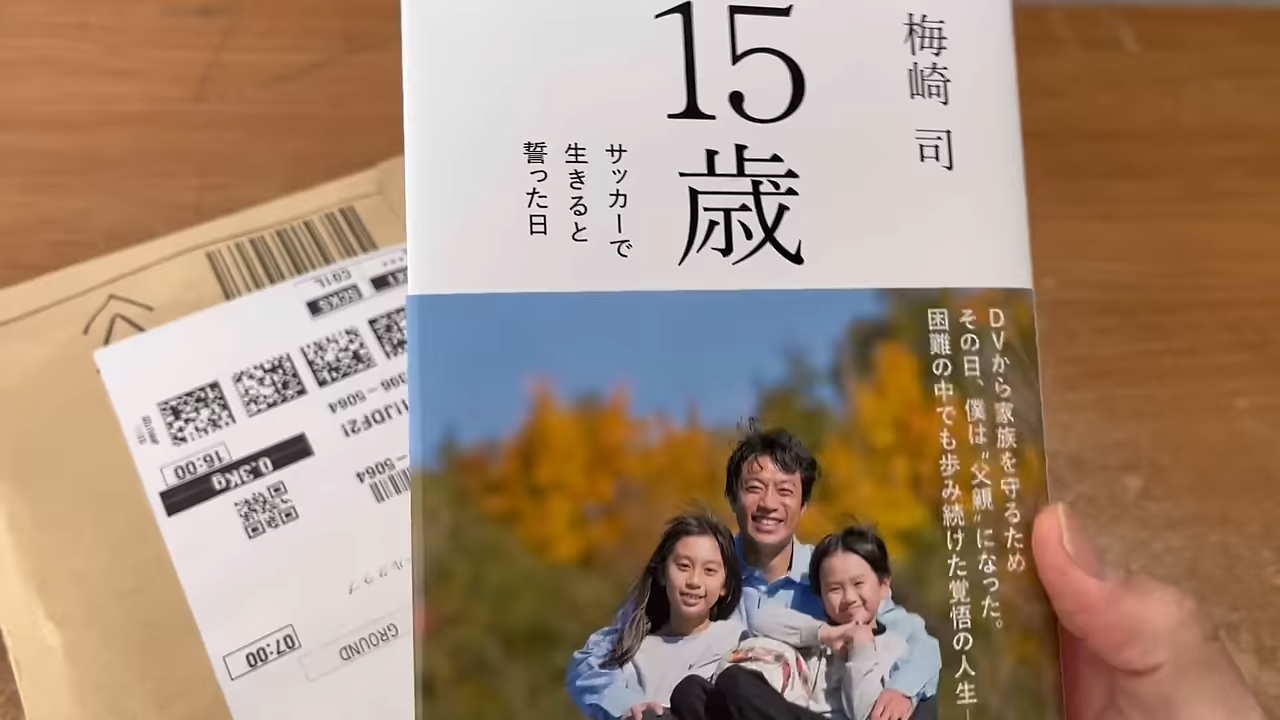 梅崎 司
15歳
サッカーで
生きると
誓った日
DVから家族を守るため
その日、僕は“父親”になった。
困難の中でも歩み続けた覚悟の人生
C01L
16:00
0.3Kg
07:00
GROUND